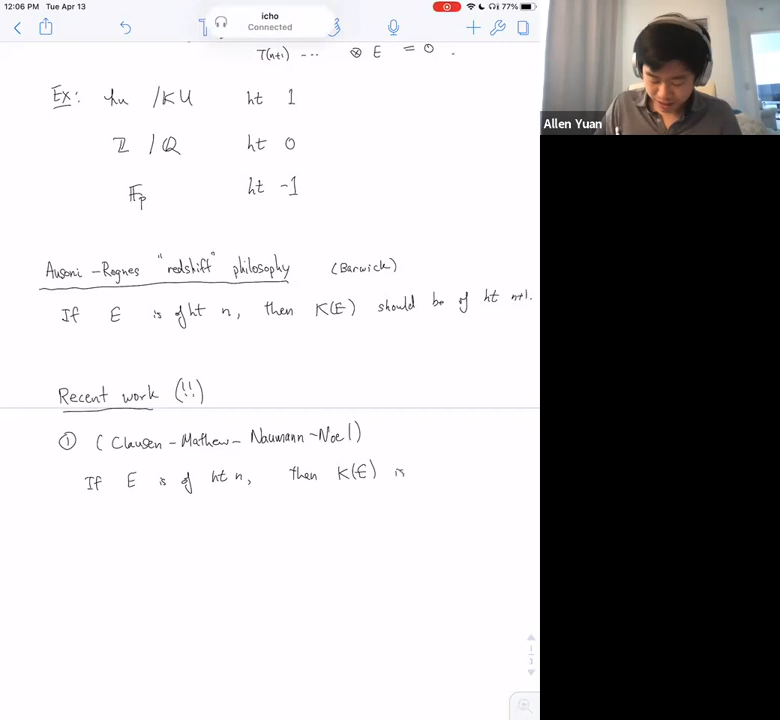 12:06 PM Tue Apr 13
icho
Connected
77%
T(n+1) ... ⊗ E = 0 .
Ex: ku / KU ht 1
ℤ / ℚ ht 0
𝔽p ht -1
Ausoni - Rognes "redshift" philosophy (Barwick)
If E is of ht n, then K(E) should be of ht n+1.
Recent work (!!)
① (Clausen - Mathew - Naumann - Noel)
If E is of ht n, then K(E) is
Allen Yuan